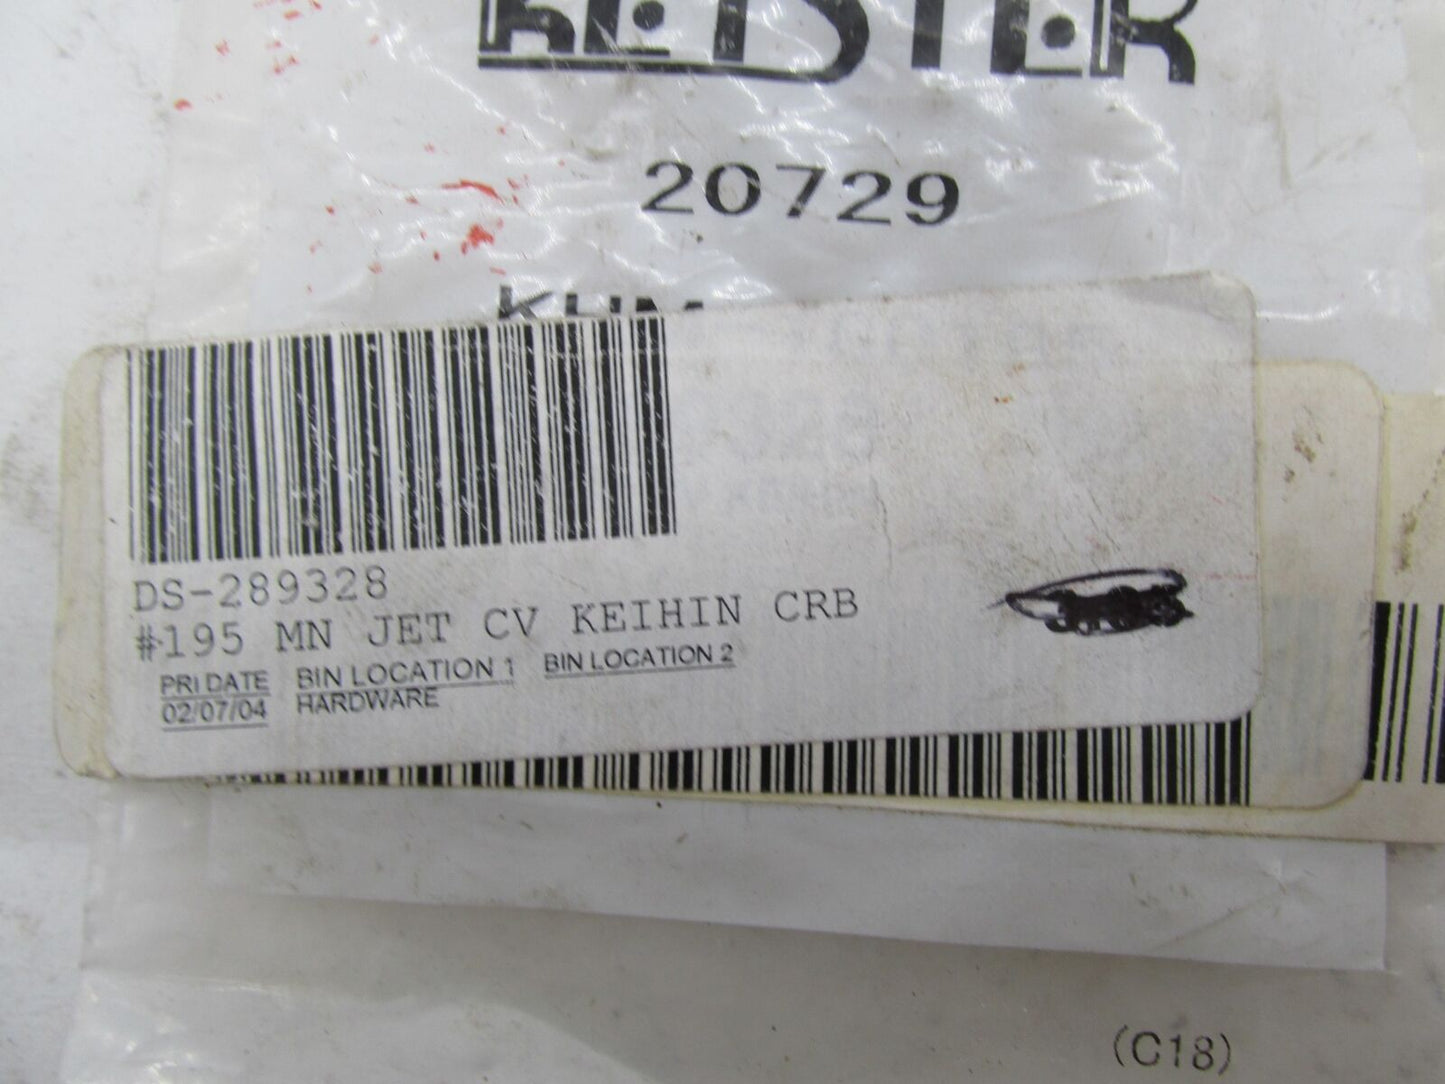 20729
DS-289328
#195 MN JET CV KEIHIN CRB
PRI DATE BIN LOCATION 1 BIN LOCATION 2
02/07/04 HARDWARE
(C18)